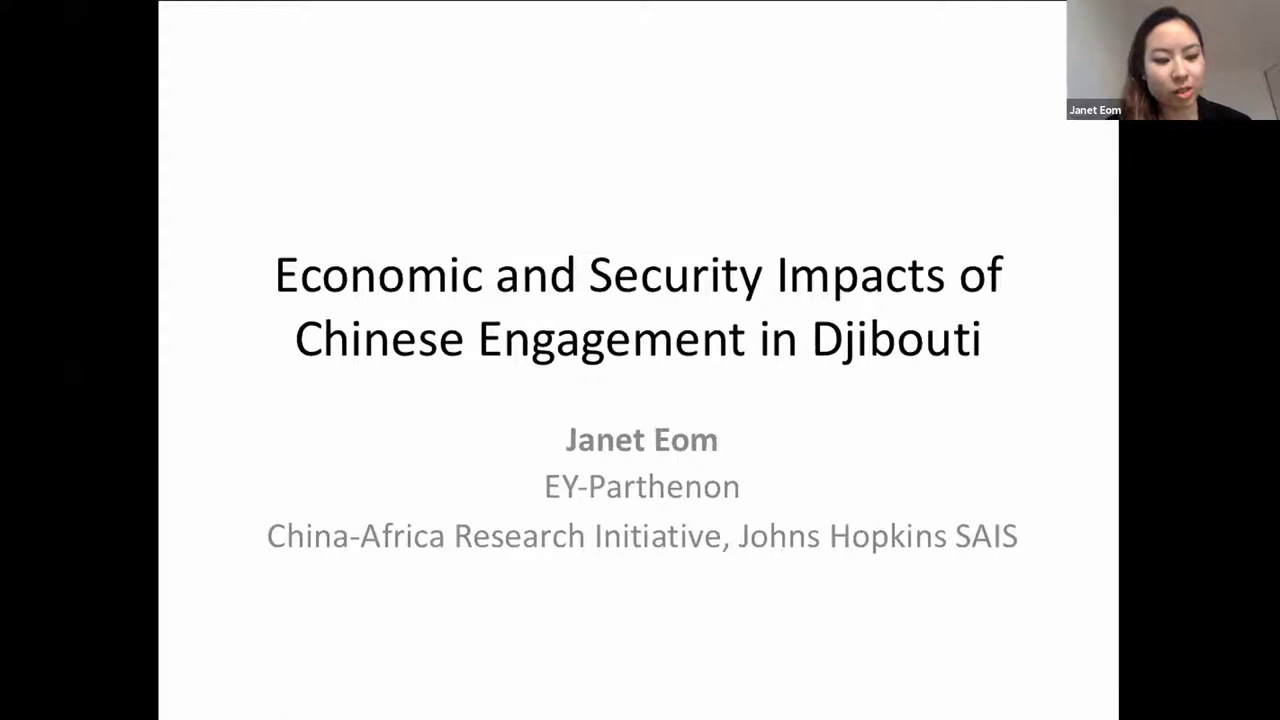 Janet Eom
Economic and Security Impacts of
Chinese Engagement in Djibouti
Janet Eom
EY-Parthenon
China-Africa Research Initiative, Johns Hopkins SAIS